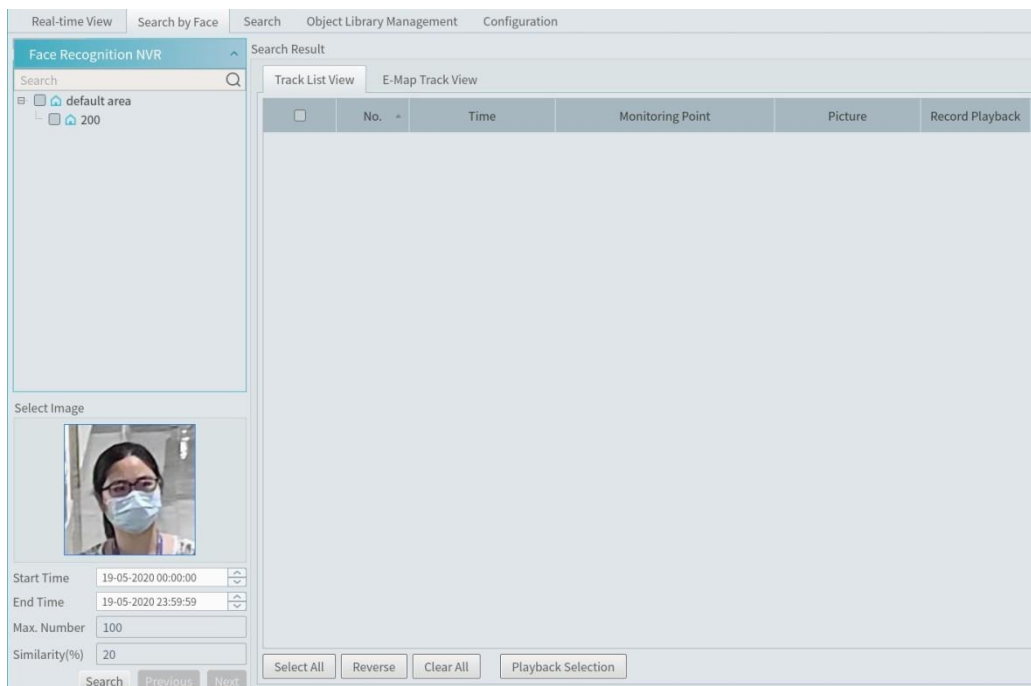 Real-time View Search by Face Search Object Library Management Configuration
Face Recognition NVR
Search
default area
200
Select Image
Start Time 19-05-2020 00:00:00
End Time 19-05-2020 23:59:59
Max. Number 100
Similarity(%) 20
Search Previous Next
Search Result
Track List View E-Map Track View
No. Time Monitoring Point Picture Record Playback
Select All Reverse Clear All Playback Selection